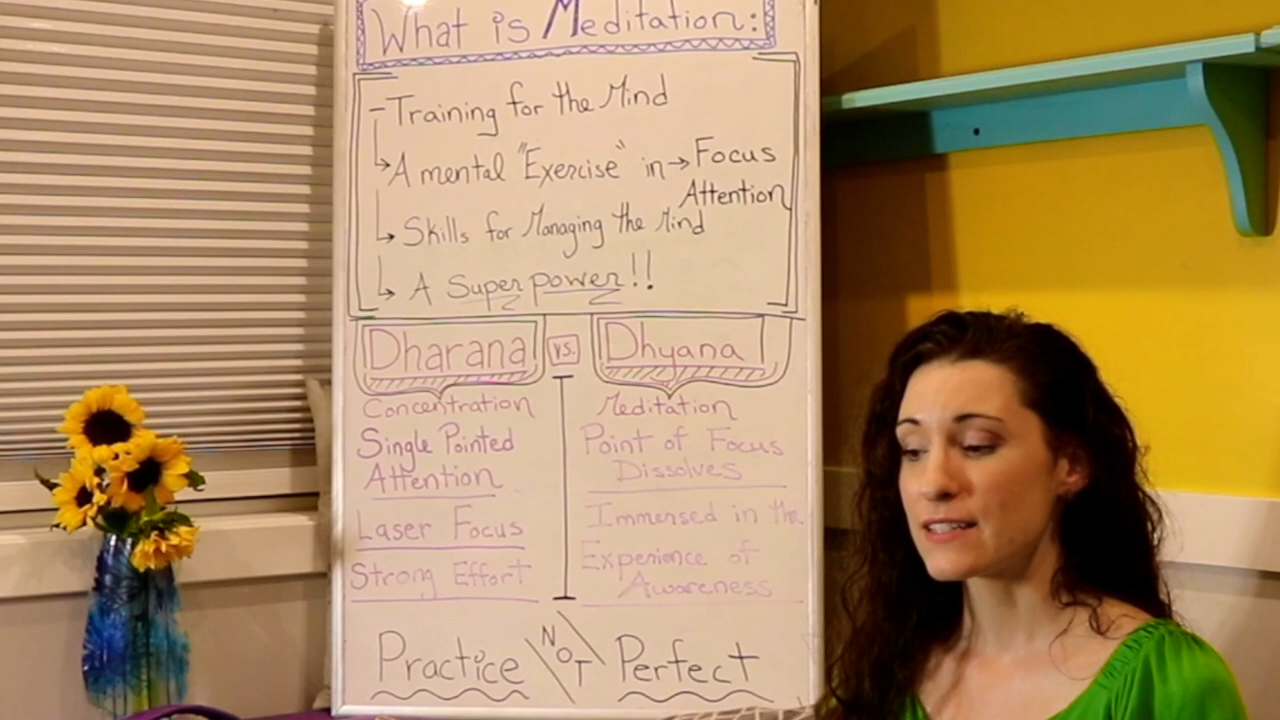 What is Meditation:
- Training for the Mind
→ A mental "Exercise" in → Focus
Attention
→ Skills for Managing the Mind
→ A Super power!!
Dharana vs. Dhyana
Concentration
Single Pointed
Attention
Laser Focus
Strong Effort
Meditation
Point of Focus
Dissolves
Immersed in the
Experience of
Awareness
Practice NOT Perfect